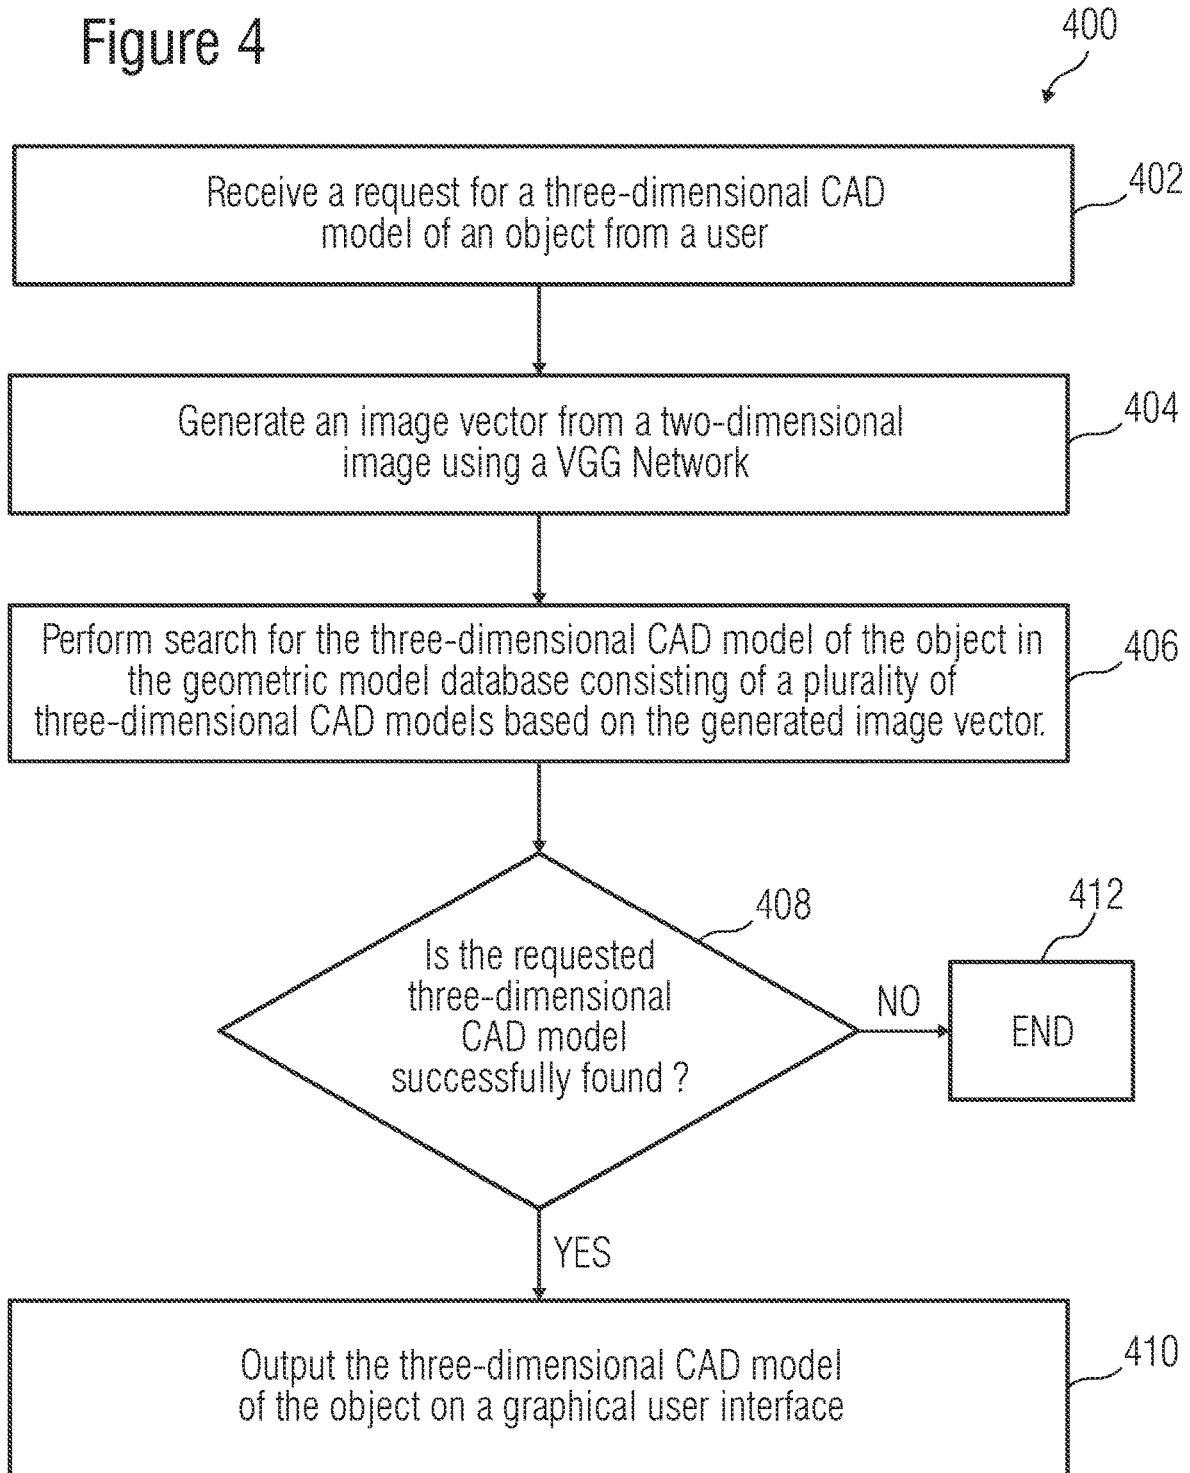 Figure 4
400
Receive a request for a three-dimensional CAD
model of an object from a user
402
Generate an image vector from a two-dimensional
image using a VGG Network
404
Perform search for the three-dimensional CAD model of the object in
the geometric model database consisting of a plurality of
three-dimensional CAD models based on the generated image vector.
406
Is the requested
three-dimensional
CAD model
successfully found ?
408
NO
412
END
YES
Output the three-dimensional CAD model
of the object on a graphical user interface
410